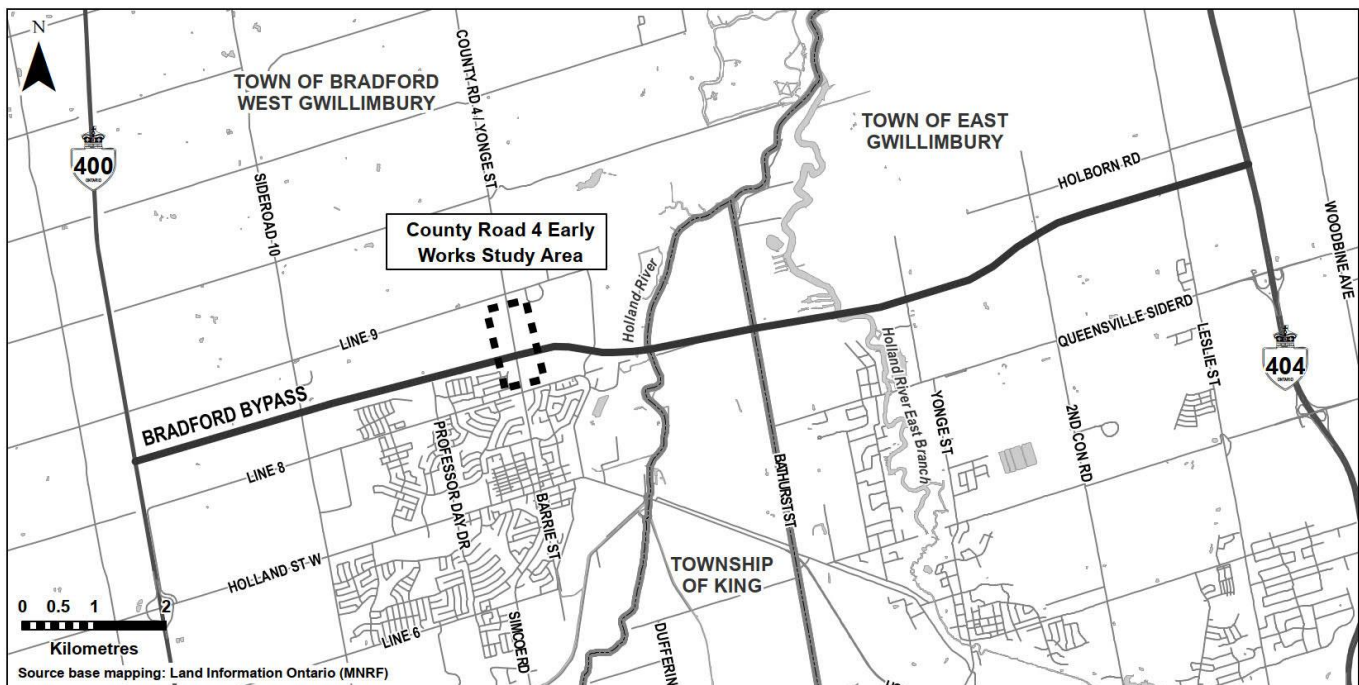 N
TOWN OF BRADFORD
WEST GWILLIMBURY
COUNTY RD 4 / YONGE ST
400
ONTARIO
SIDEROAD 10
TOWN OF EAST
GWILLIMBURY
HOLBORN RD
County Road 4 Early
Works Study Area
WOODBINE AVE
Holland River
LINE 9
QUEENSVILLE SIDERD
LESLIE ST
404
ONTARIO
BRADFORD BYPASS
Holland River East Branch
YONGE ST
2ND CON RD
LINE 8
PROFESSOR DAY DR
BARRIE ST
BATHURST ST
HOLLAND ST W
TOWNSHIP
OF KING
0 0.5 1 2
Kilometres
LINE 6
SIMCOE RD
DUFFERIN
Source base mapping: Land Information Ontario (MNRF)